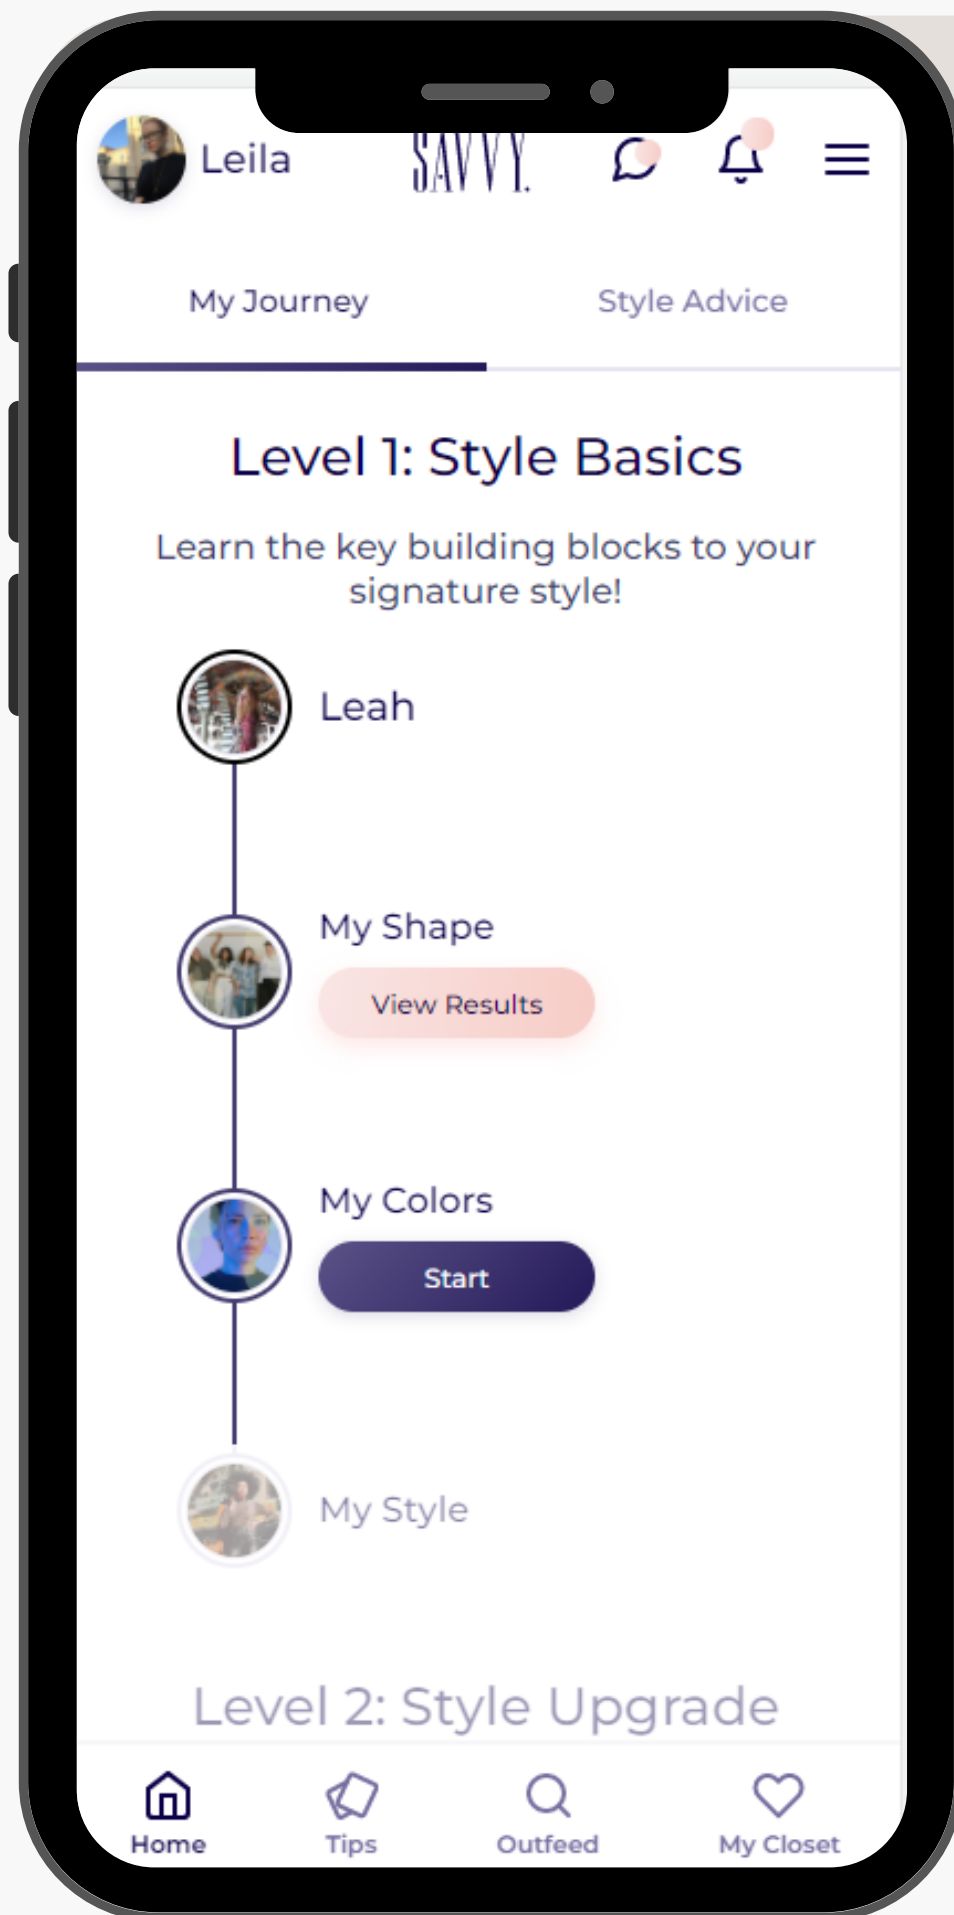 Leila
SAVVY.
My Journey
Style Advice
Level 1: Style Basics
Learn the key building blocks to your
signature style!
Leah
My Shape
View Results
My Colors
Start
My Style
Level 2: Style Upgrade
Home
Tips
Outfeed
My Closet